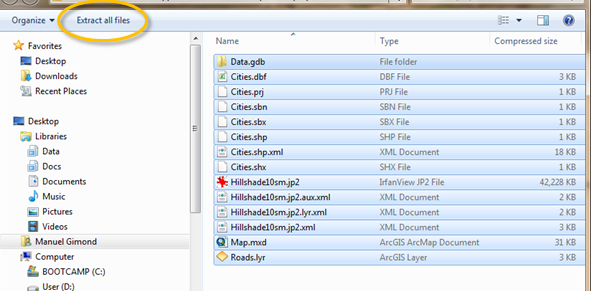 Organize Extract all files
Name Type Compressed size
Favorites
Desktop
Downloads
Recent Places
Desktop
Libraries
Data
Docs
Documents
Music
Pictures
Videos
Manuel Gimond
Computer
BOOTCAMP (C:)
User (D:)
Data.gdb File folder
Cities.dbf DBF File 3 KB
Cities.prj PRJ File 1 KB
Cities.sbn SBN File 1 KB
Cities.sbx SBX File 1 KB
Cities.shp SHP File 1 KB
Cities.shp.xml XML Document 18 KB
Cities.shx SHX File 1 KB
Hillshade10sm.jp2 IrfanView JP2 File 42,228 KB
Hillshade10sm.jp2.aux.xml XML Document 2 KB
Hillshade10sm.jp2.lyr.xml XML Document 2 KB
Hillshade10sm.jp2.xml XML Document 3 KB
Map.mxd ArcGIS ArcMap Document 31 KB
Roads.lyr ArcGIS Layer 3 KB